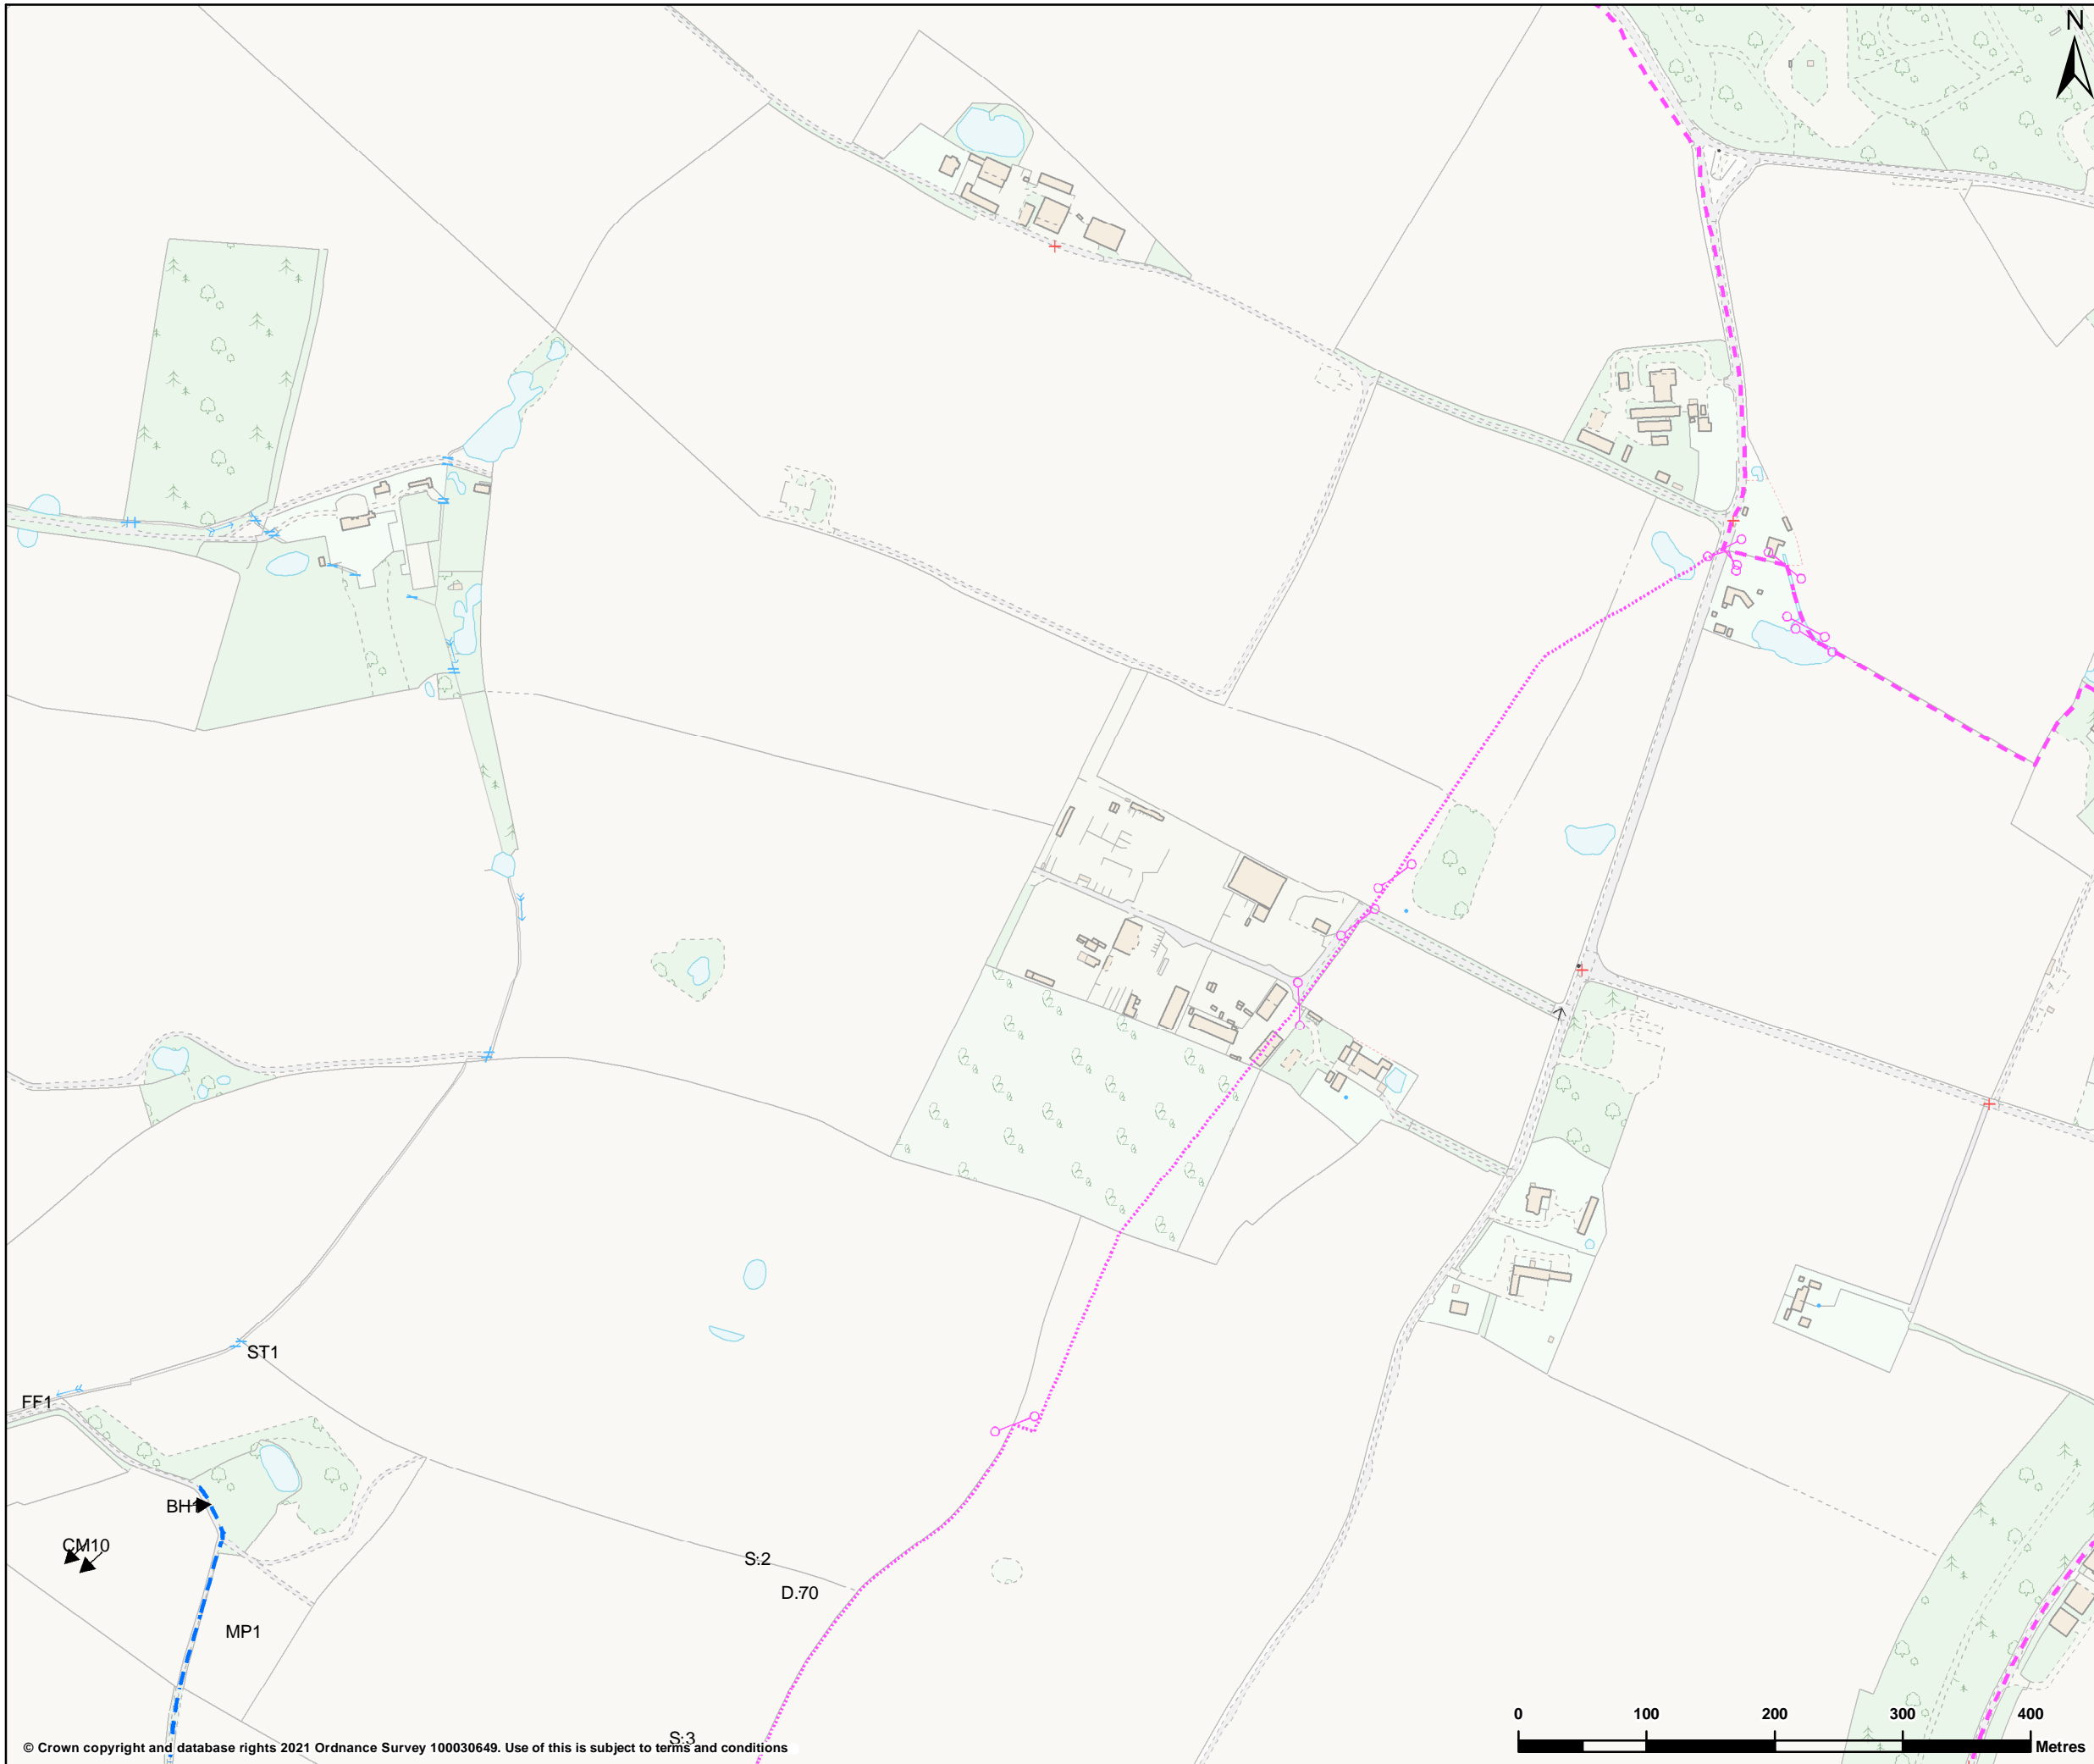 N
ST1
FF1
BH
CM10
S:2
D.70
MP1
0 100 200 300 400
Metres
S:3
© Crown copyright and database rights 2021 Ordnance Survey 100030649. Use of this is subject to terms and conditions